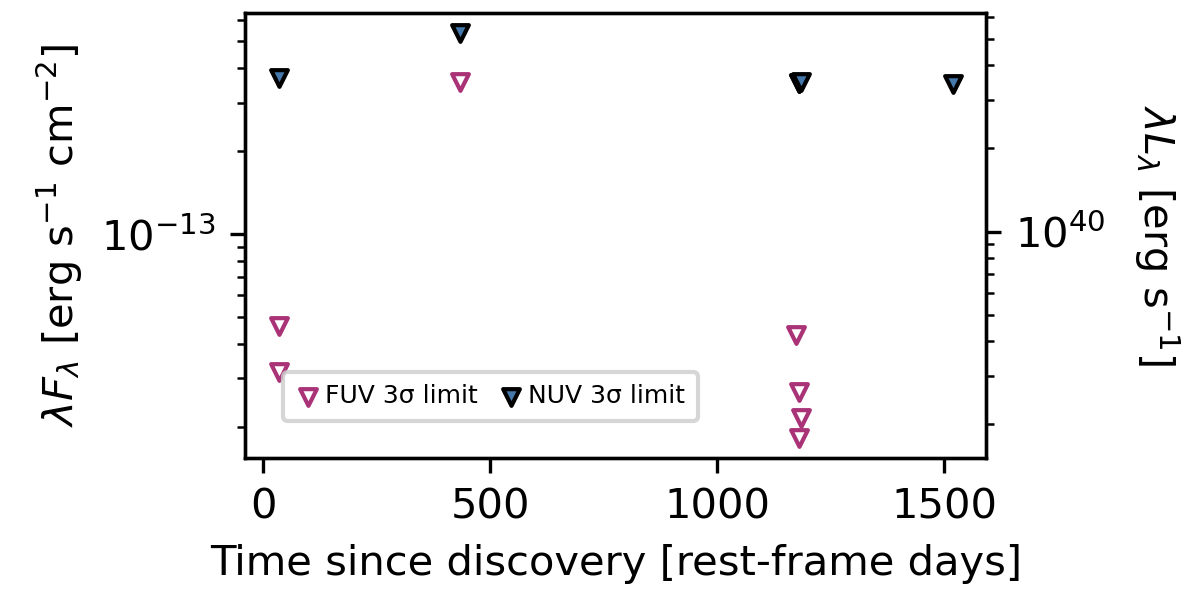 λF_λ [erg s⁻¹ cm⁻²]
10⁻¹³
FUV 3σ limit
NUV 3σ limit
10⁴⁰
λL_λ [erg s⁻¹]
0 500 1000 1500
Time since discovery [rest-frame days]